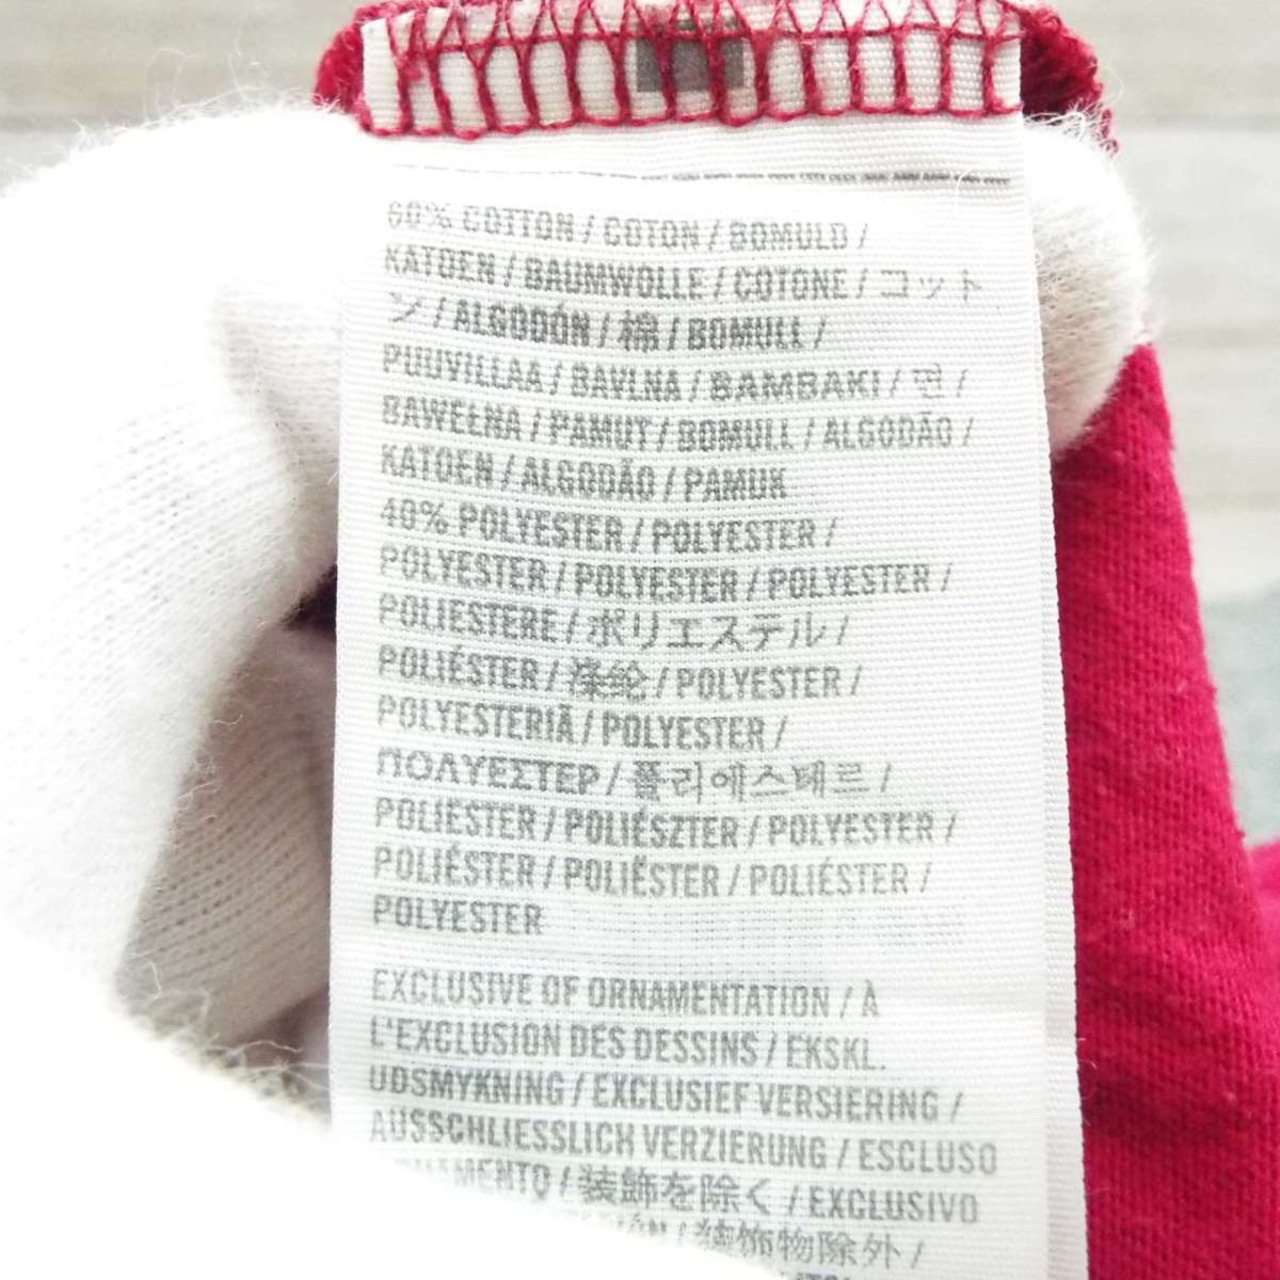 60% COTTON / COTON / BOMULD /
KATOEN / BAUMWOLLE / COTONE / コット
ン / ALGODÓN / 棉 / BOMULL /
PUUVILLAA / BAVLNA / BAMBAKI / 면 /
BAWEŁNA / PAMUT / BOMULL / ALGODÃO /
KATOEN / ALGODÃO / PAMUK
40% POLYESTER / POLYESTER /
POLYESTER / POLYESTER / POLYESTER /
POLIESTERE / ポリエステル /
POLIÉSTER / 涤纶 / POLYESTER /
POLYESTERIÄ / POLYESTER /
ΠΟΛΥΕΣΤΕΡ / 폴리에스테르 /
POLIESTER / POLIÉSZTER / POLYESTER /
POLIÉSTER / POLIËSTER / POLIÉSTER /
POLYESTER
EXCLUSIVE OF ORNAMENTATION / À
L'EXCLUSION DES DESSINS / EKSKL.
UDSMYKNING / EXCLUSIEF VERSIERING /
AUSSCHLIESSLICH VERZIERUNG / ESCLUSO
/ 装飾を除く / EXCLUSIVO
/ 装饰物除外 /